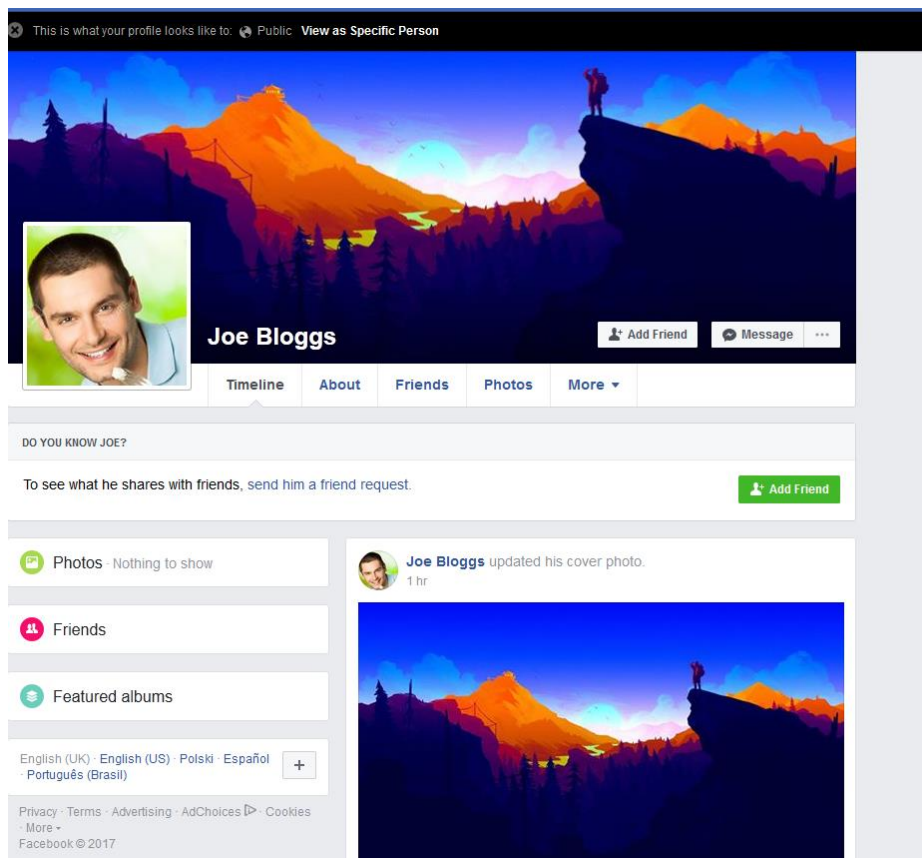 This is what your profile looks like to: Public View as Specific Person
Joe Bloggs
Add Friend
Message
...
Timeline
About
Friends
Photos
More
DO YOU KNOW JOE?
To see what he shares with friends, send him a friend request.
Add Friend
Photos · Nothing to show
Friends
Featured albums
English (UK) · English (US) · Polski · Español
· Português (Brasil)
+
Privacy · Terms · Advertising · AdChoices · Cookies
· More
Facebook © 2017
Joe Bloggs updated his cover photo.
1 hr